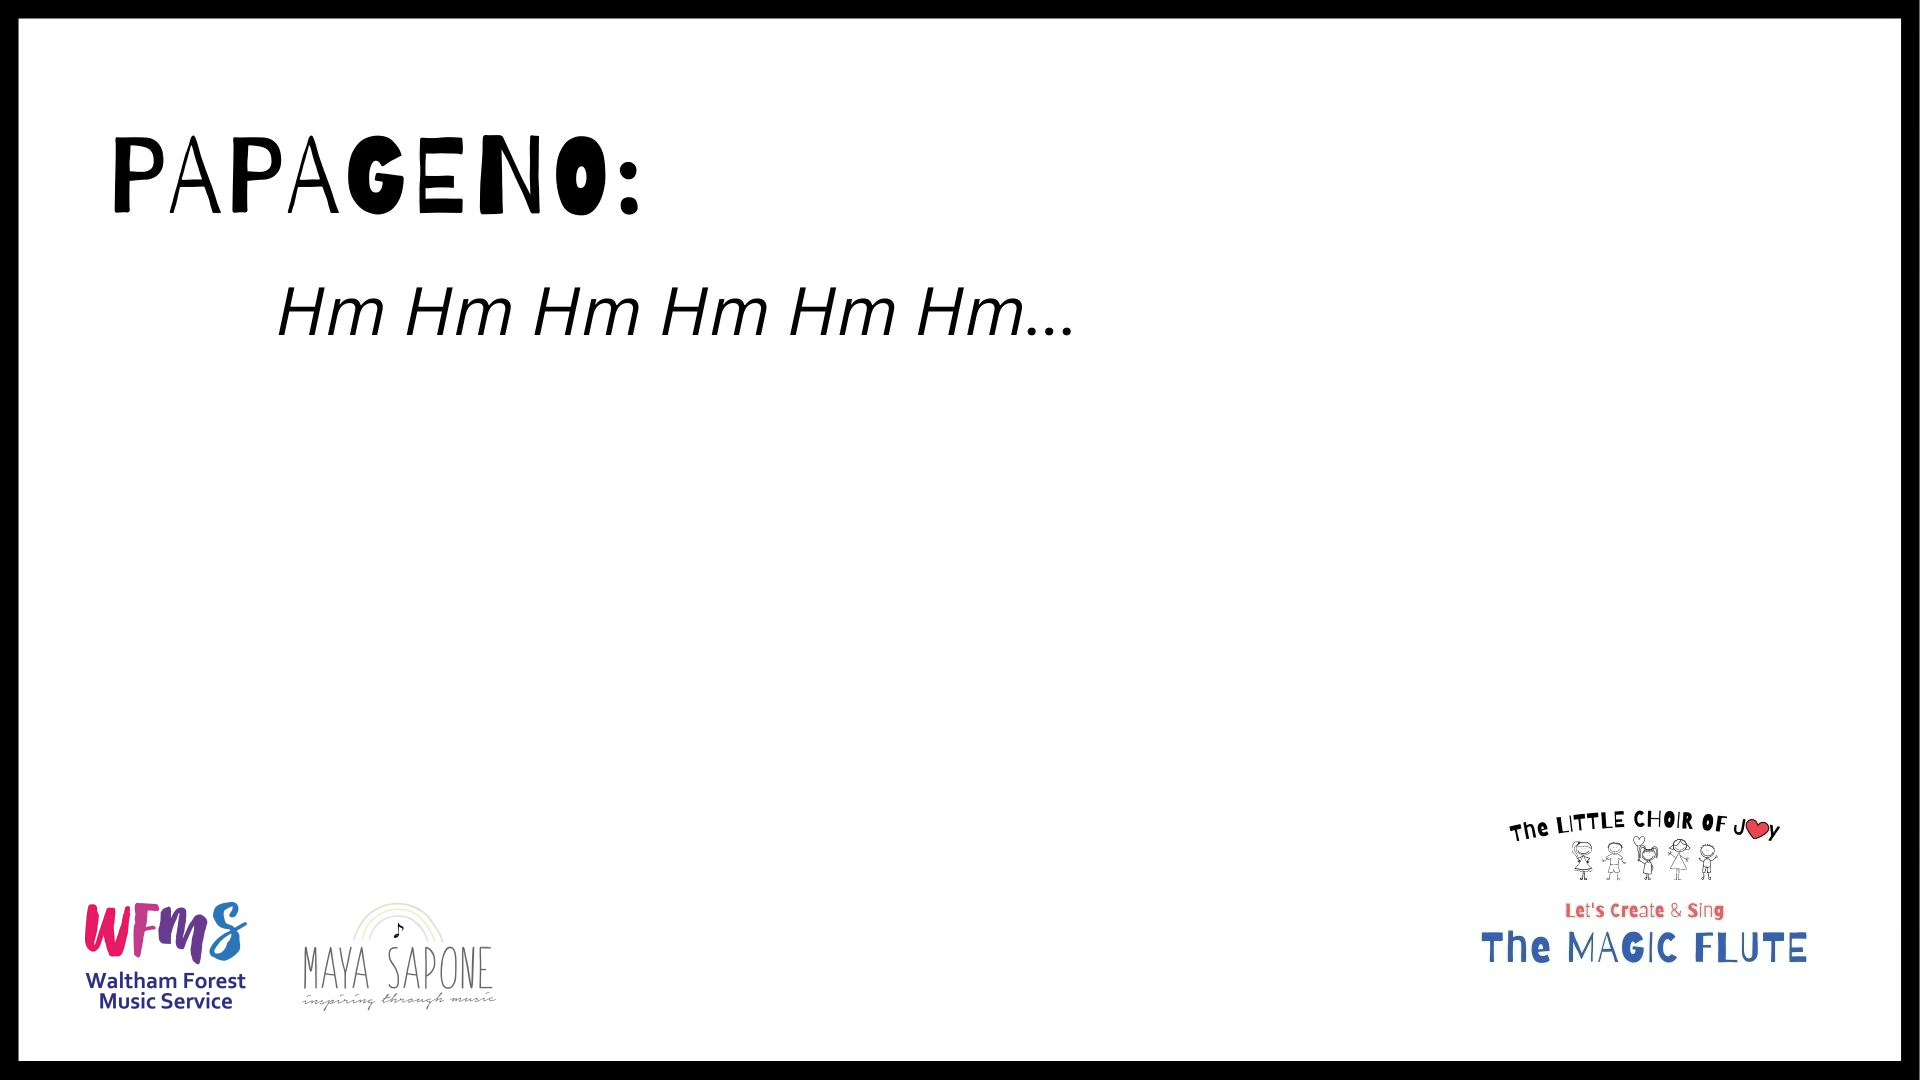 PAPAGENO:
Hm Hm Hm Hm Hm Hm...
The LITTLE CHOIR OF JOY
Let's Create & Sing
The MAGIC FLUTE
WFMS
Waltham Forest
Music Service
MAYA SAPONE
inspiring through music